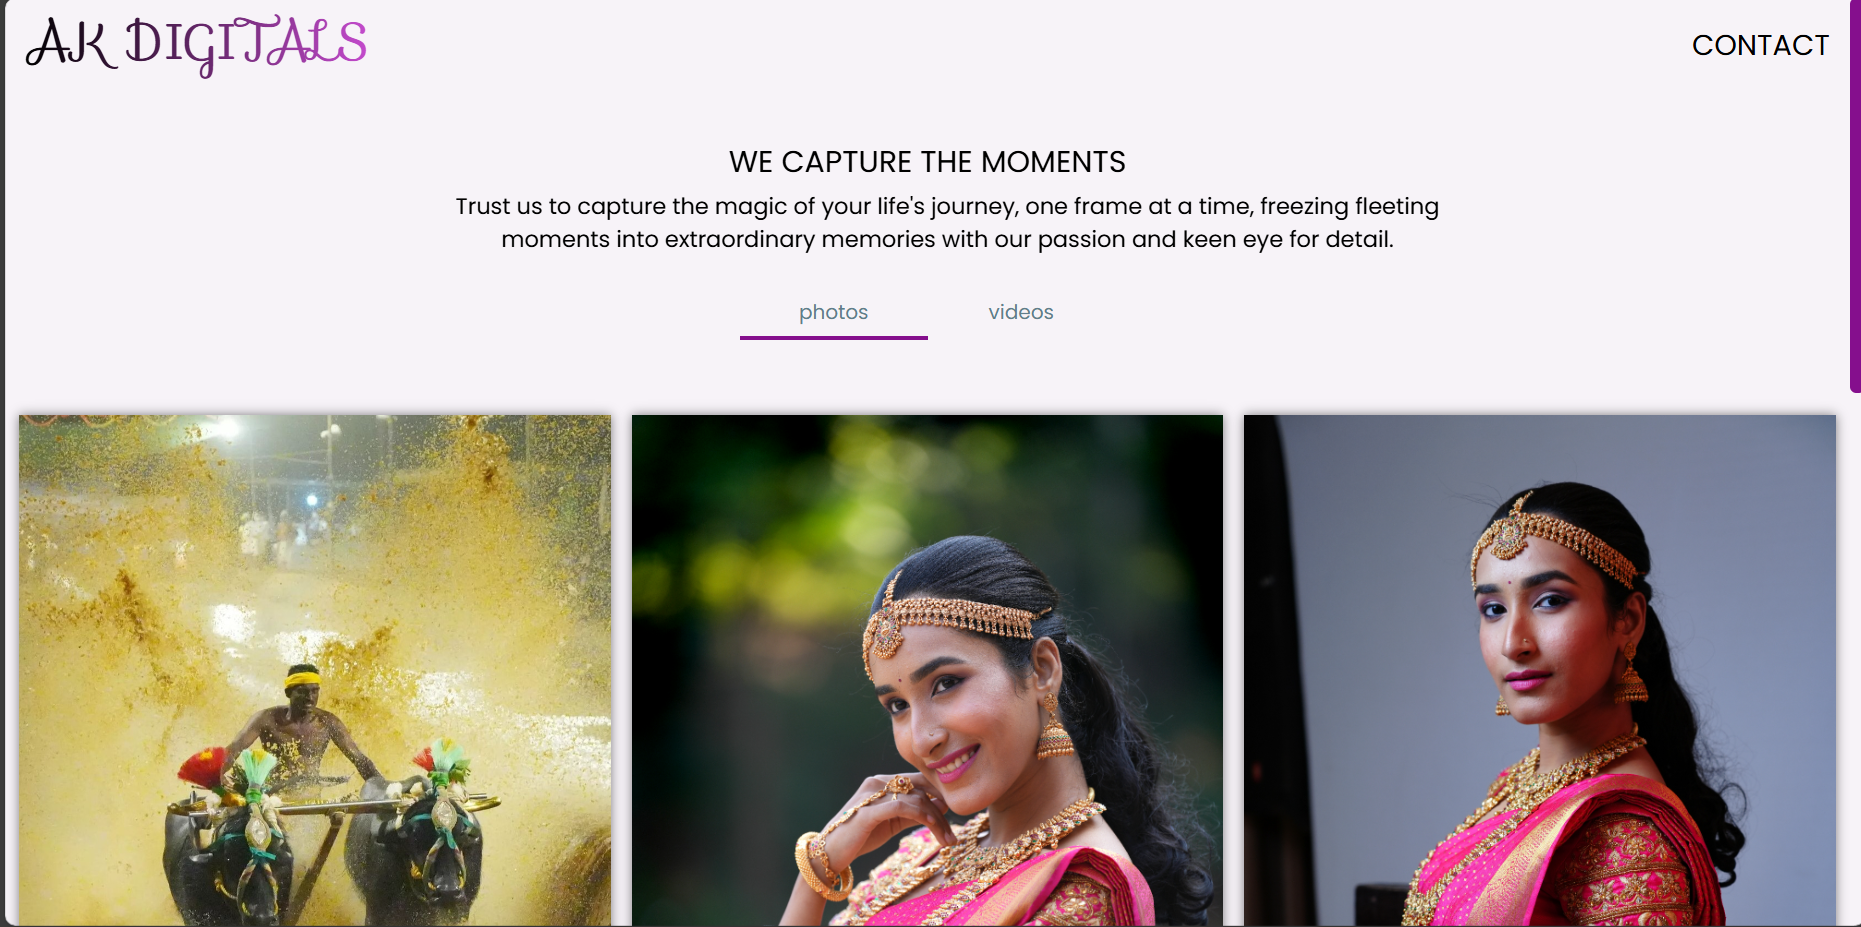 AK DIGITALS
CONTACT
WE CAPTURE THE MOMENTS
Trust us to capture the magic of your life's journey, one frame at a time, freezing fleeting
moments into extraordinary memories with our passion and keen eye for detail.
photos
videos